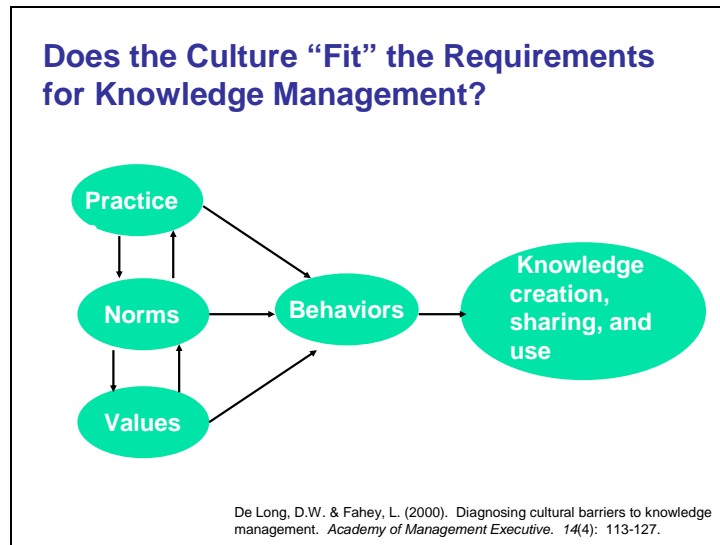 Does the Culture “Fit” the Requirements
for Knowledge Management?
Practice
Norms
Values
Behaviors
Knowledge
creation,
sharing, and
use
De Long, D.W. & Fahey, L. (2000).  Diagnosing cultural barriers to knowledge
management.  Academy of Management Executive.  14(4):  113-127.